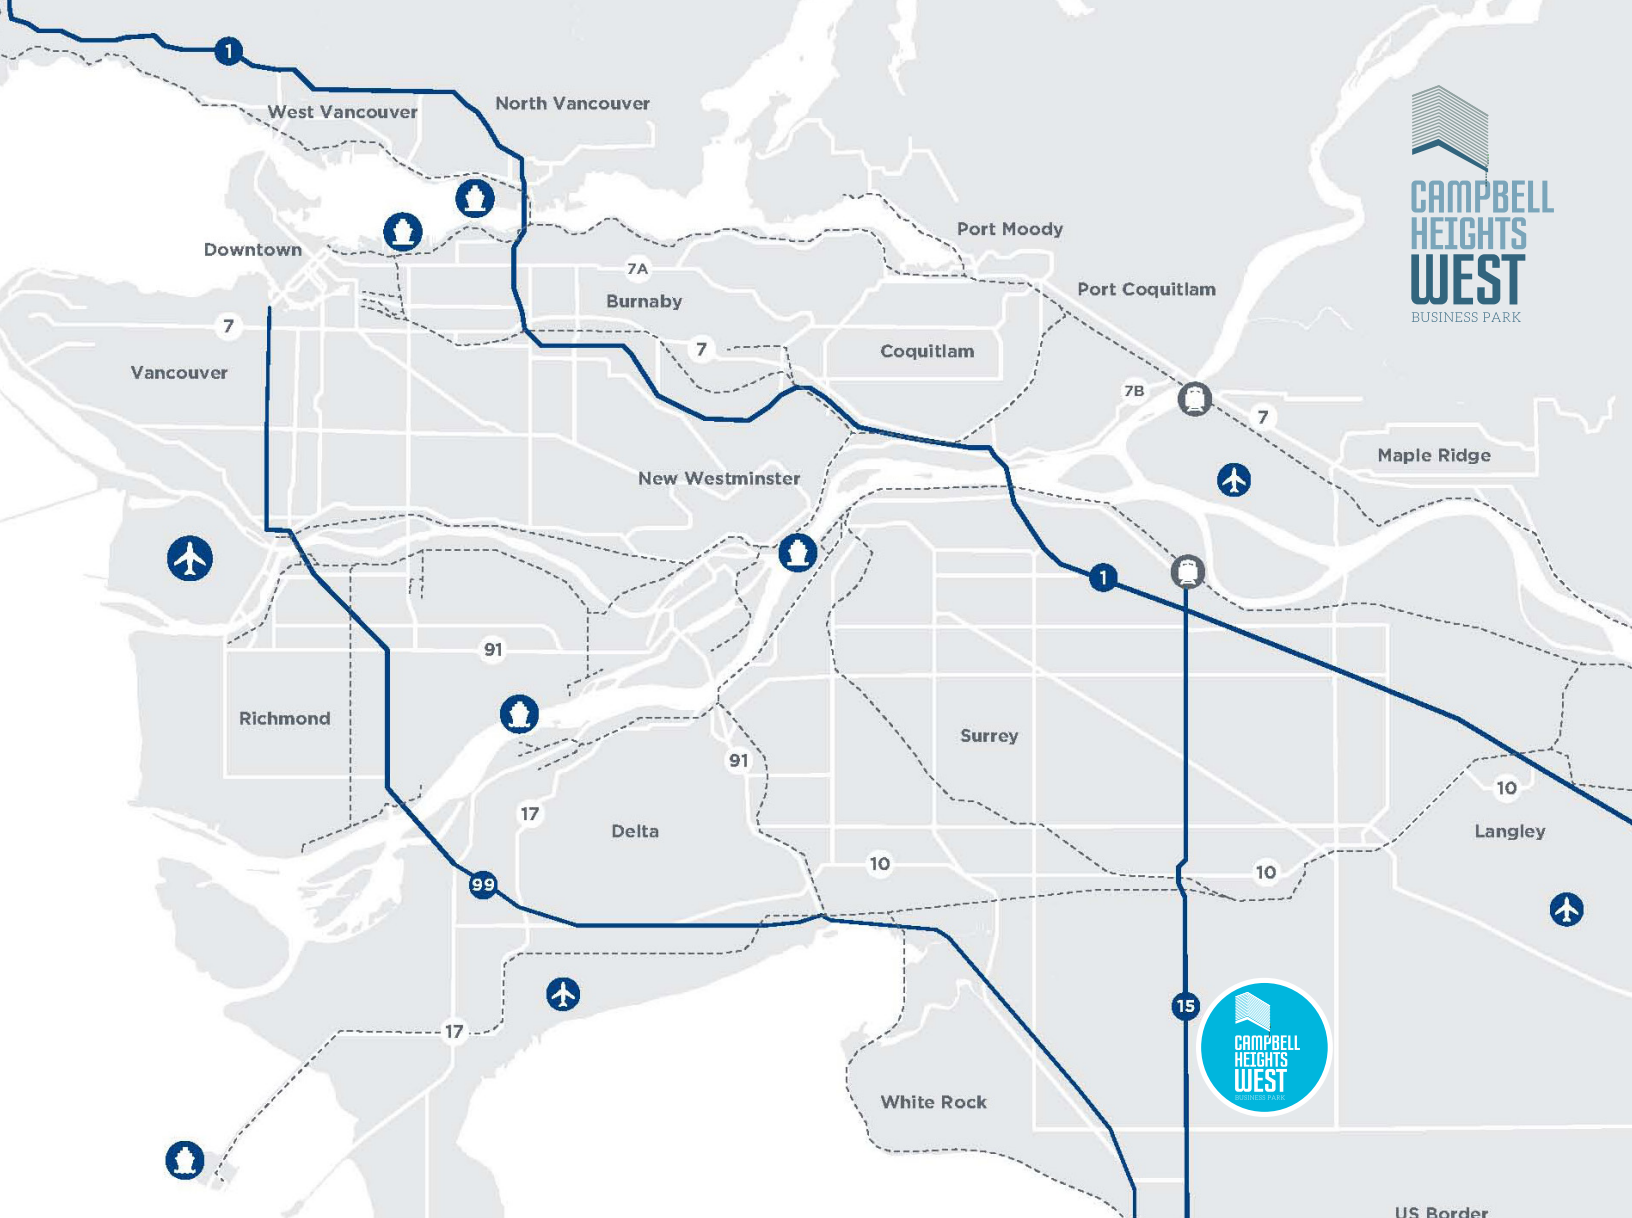 1
West Vancouver
North Vancouver
CAMPBELL
HEIGHTS
WEST
BUSINESS PARK
Downtown
Port Moody
7A
Burnaby
Port Coquitlam
7
7
Coquitlam
Vancouver
7B
7
Maple Ridge
New Westminster
1
91
Richmond
Surrey
91
10
17
Delta
Langley
10
10
99
15
17
CAMPBELL
HEIGHTS
WEST
BUSINESS PARK
White Rock
US Border